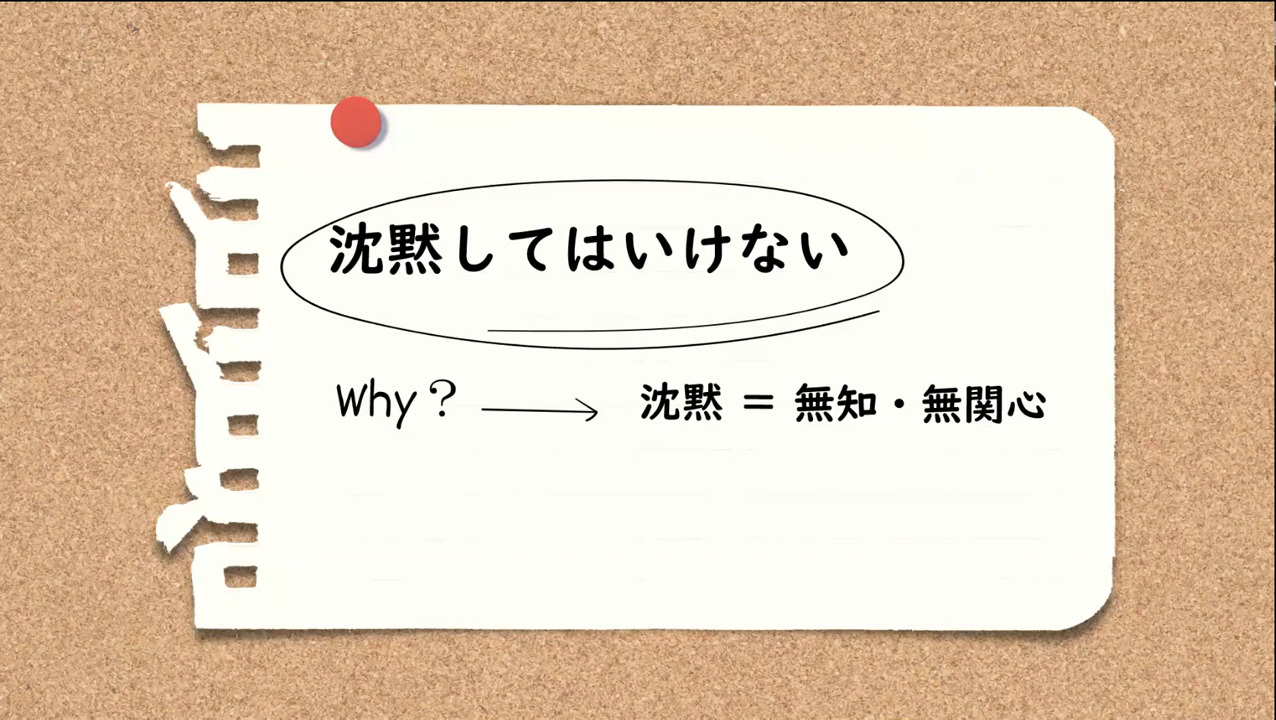 沈黙してはいけない
Why？ → 沈黙 = 無知・無関心